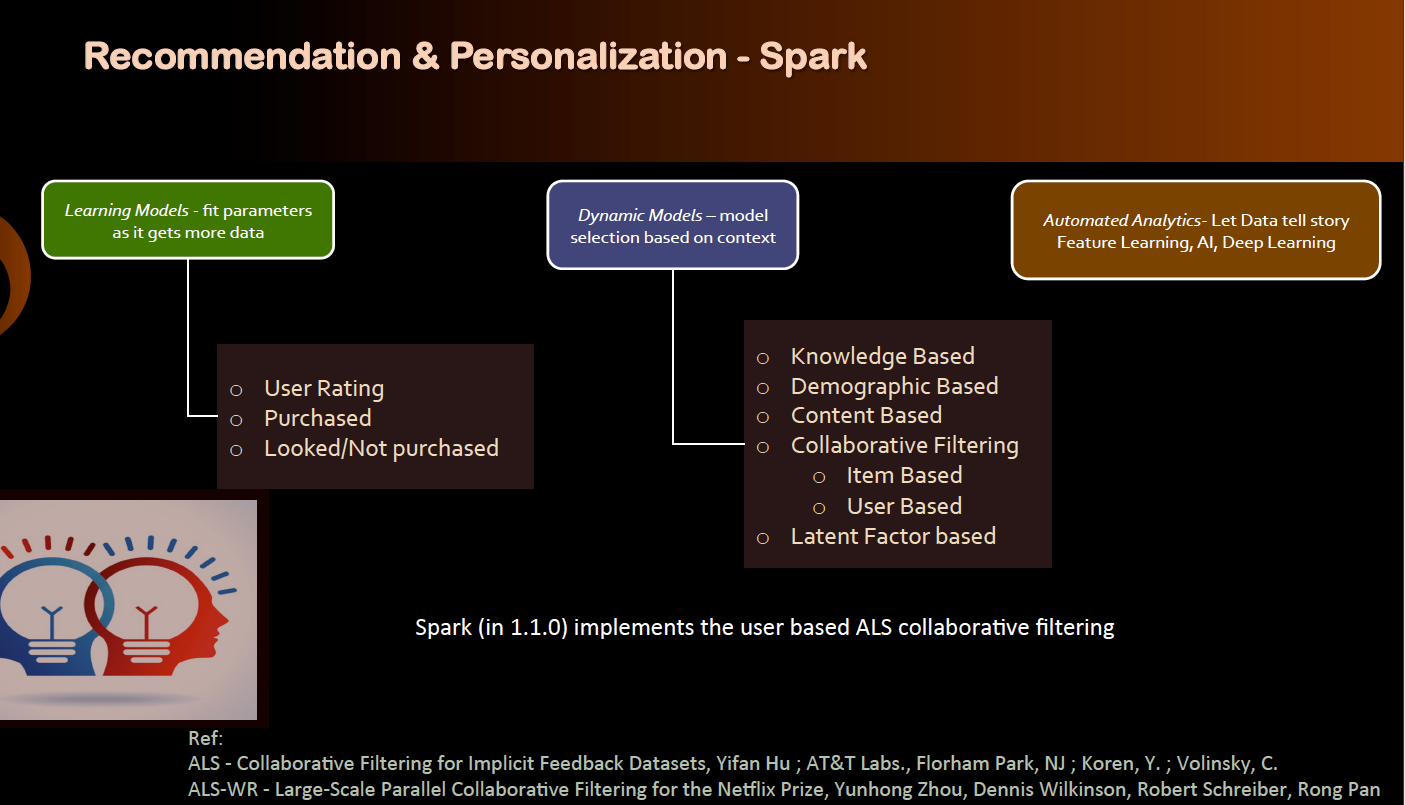 Recommendation & Personalization - Spark
Learning Models - fit parameters
as it gets more data
Dynamic Models – model
selection based on context
Automated Analytics- Let Data tell story
Feature Learning, AI, Deep Learning
○ User Rating
○ Purchased
○ Looked/Not purchased
○ Knowledge Based
○ Demographic Based
○ Content Based
○ Collaborative Filtering
○ Item Based
○ User Based
○ Latent Factor based
Spark (in 1.1.0) implements the user based ALS collaborative filtering
Ref:
ALS - Collaborative Filtering for Implicit Feedback Datasets, Yifan Hu ; AT&T Labs., Florham Park, NJ ; Koren, Y. ; Volinsky, C.
ALS-WR - Large-Scale Parallel Collaborative Filtering for the Netflix Prize, Yunhong Zhou, Dennis Wilkinson, Robert Schreiber, Rong Pan